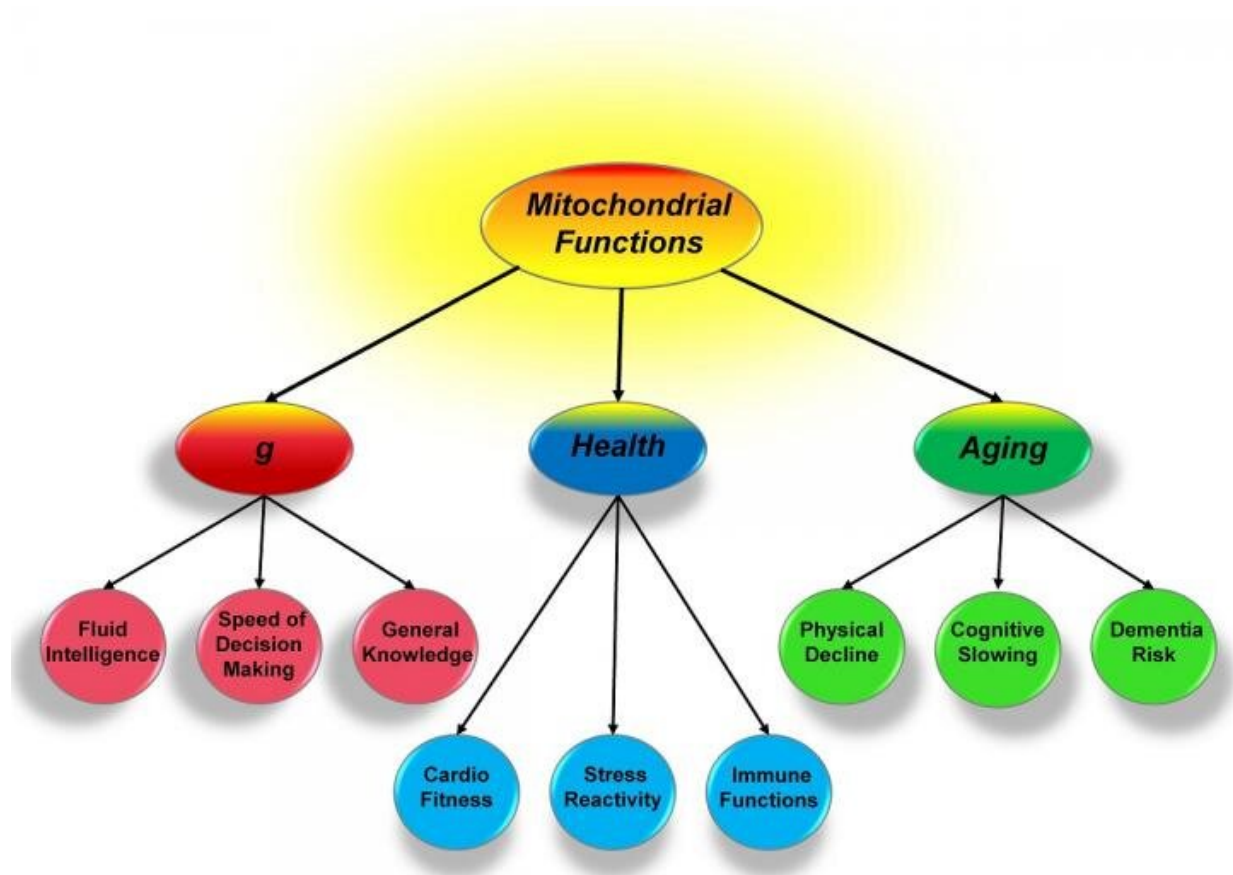 Mitochondrial
Functions
g
Health
Aging
Fluid
Intelligence
Speed of
Decision
Making
General
Knowledge
Physical
Decline
Cognitive
Slowing
Dementia
Risk
Cardio
Fitness
Stress
Reactivity
Immune
Functions